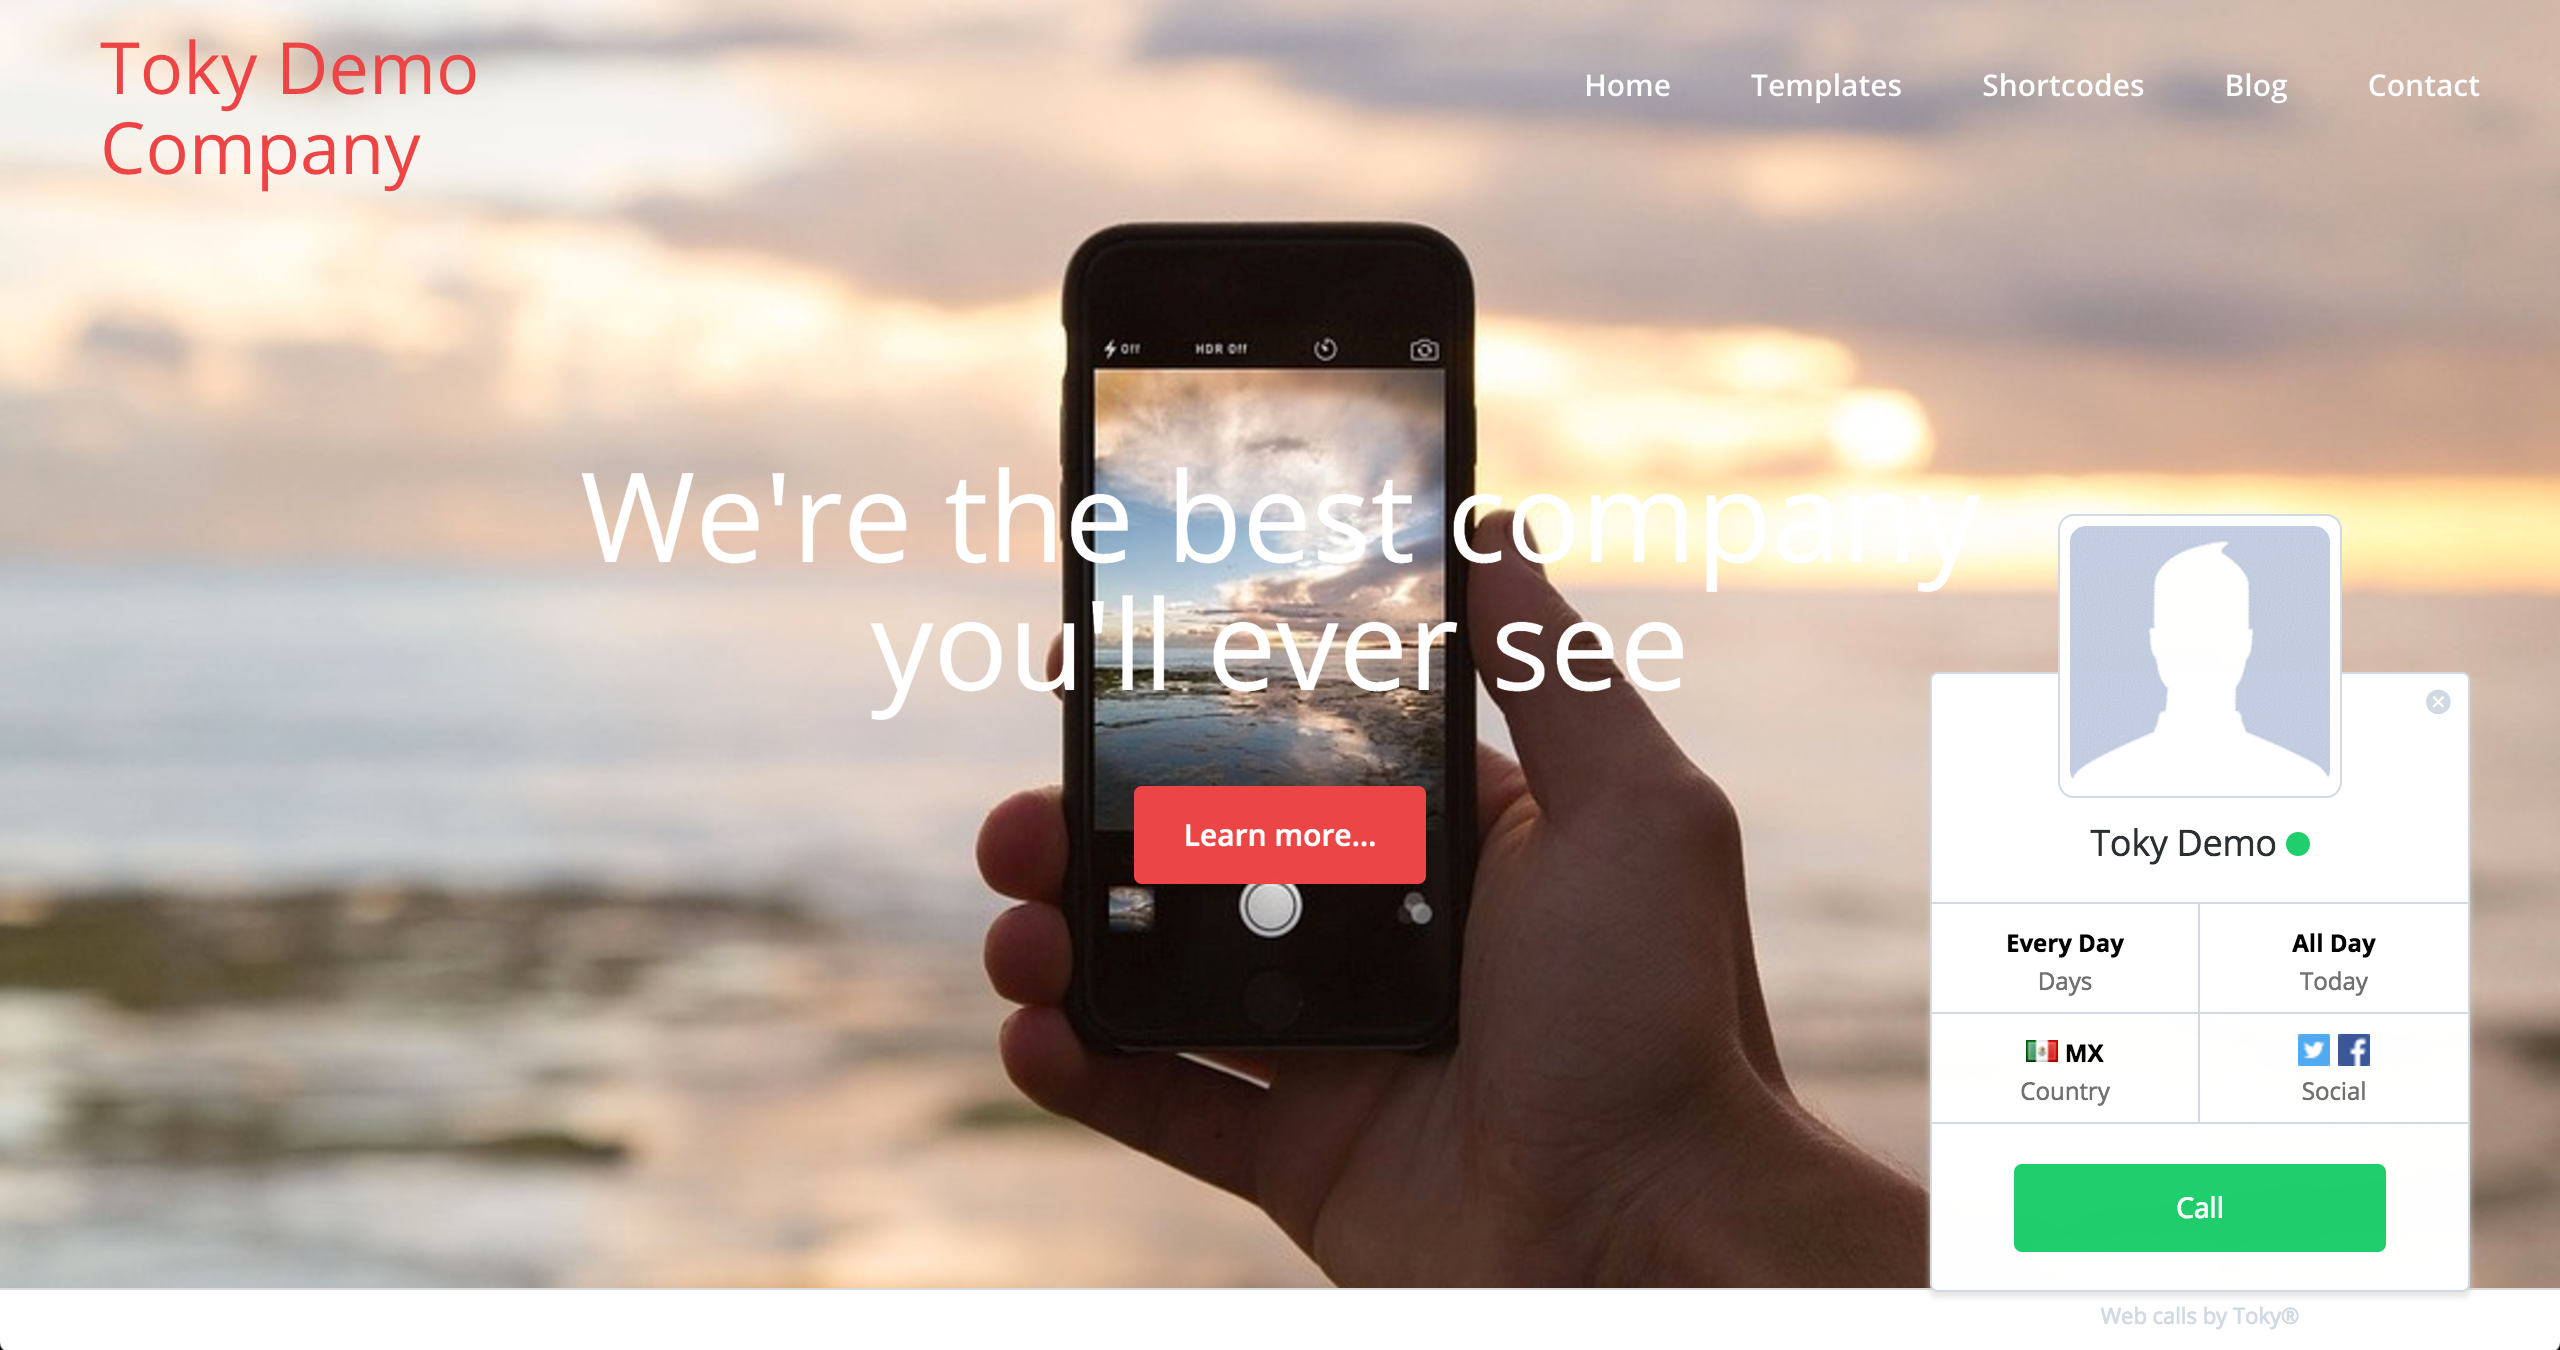 Toky Demo
Company
Home
Templates
Shortcodes
Blog
Contact
Off
HDR Off
We're the best company
you'll ever see
Learn more...
Toky Demo
Every Day
Days
All Day
Today
MX
Country
Social
Call
Web calls by Toky®